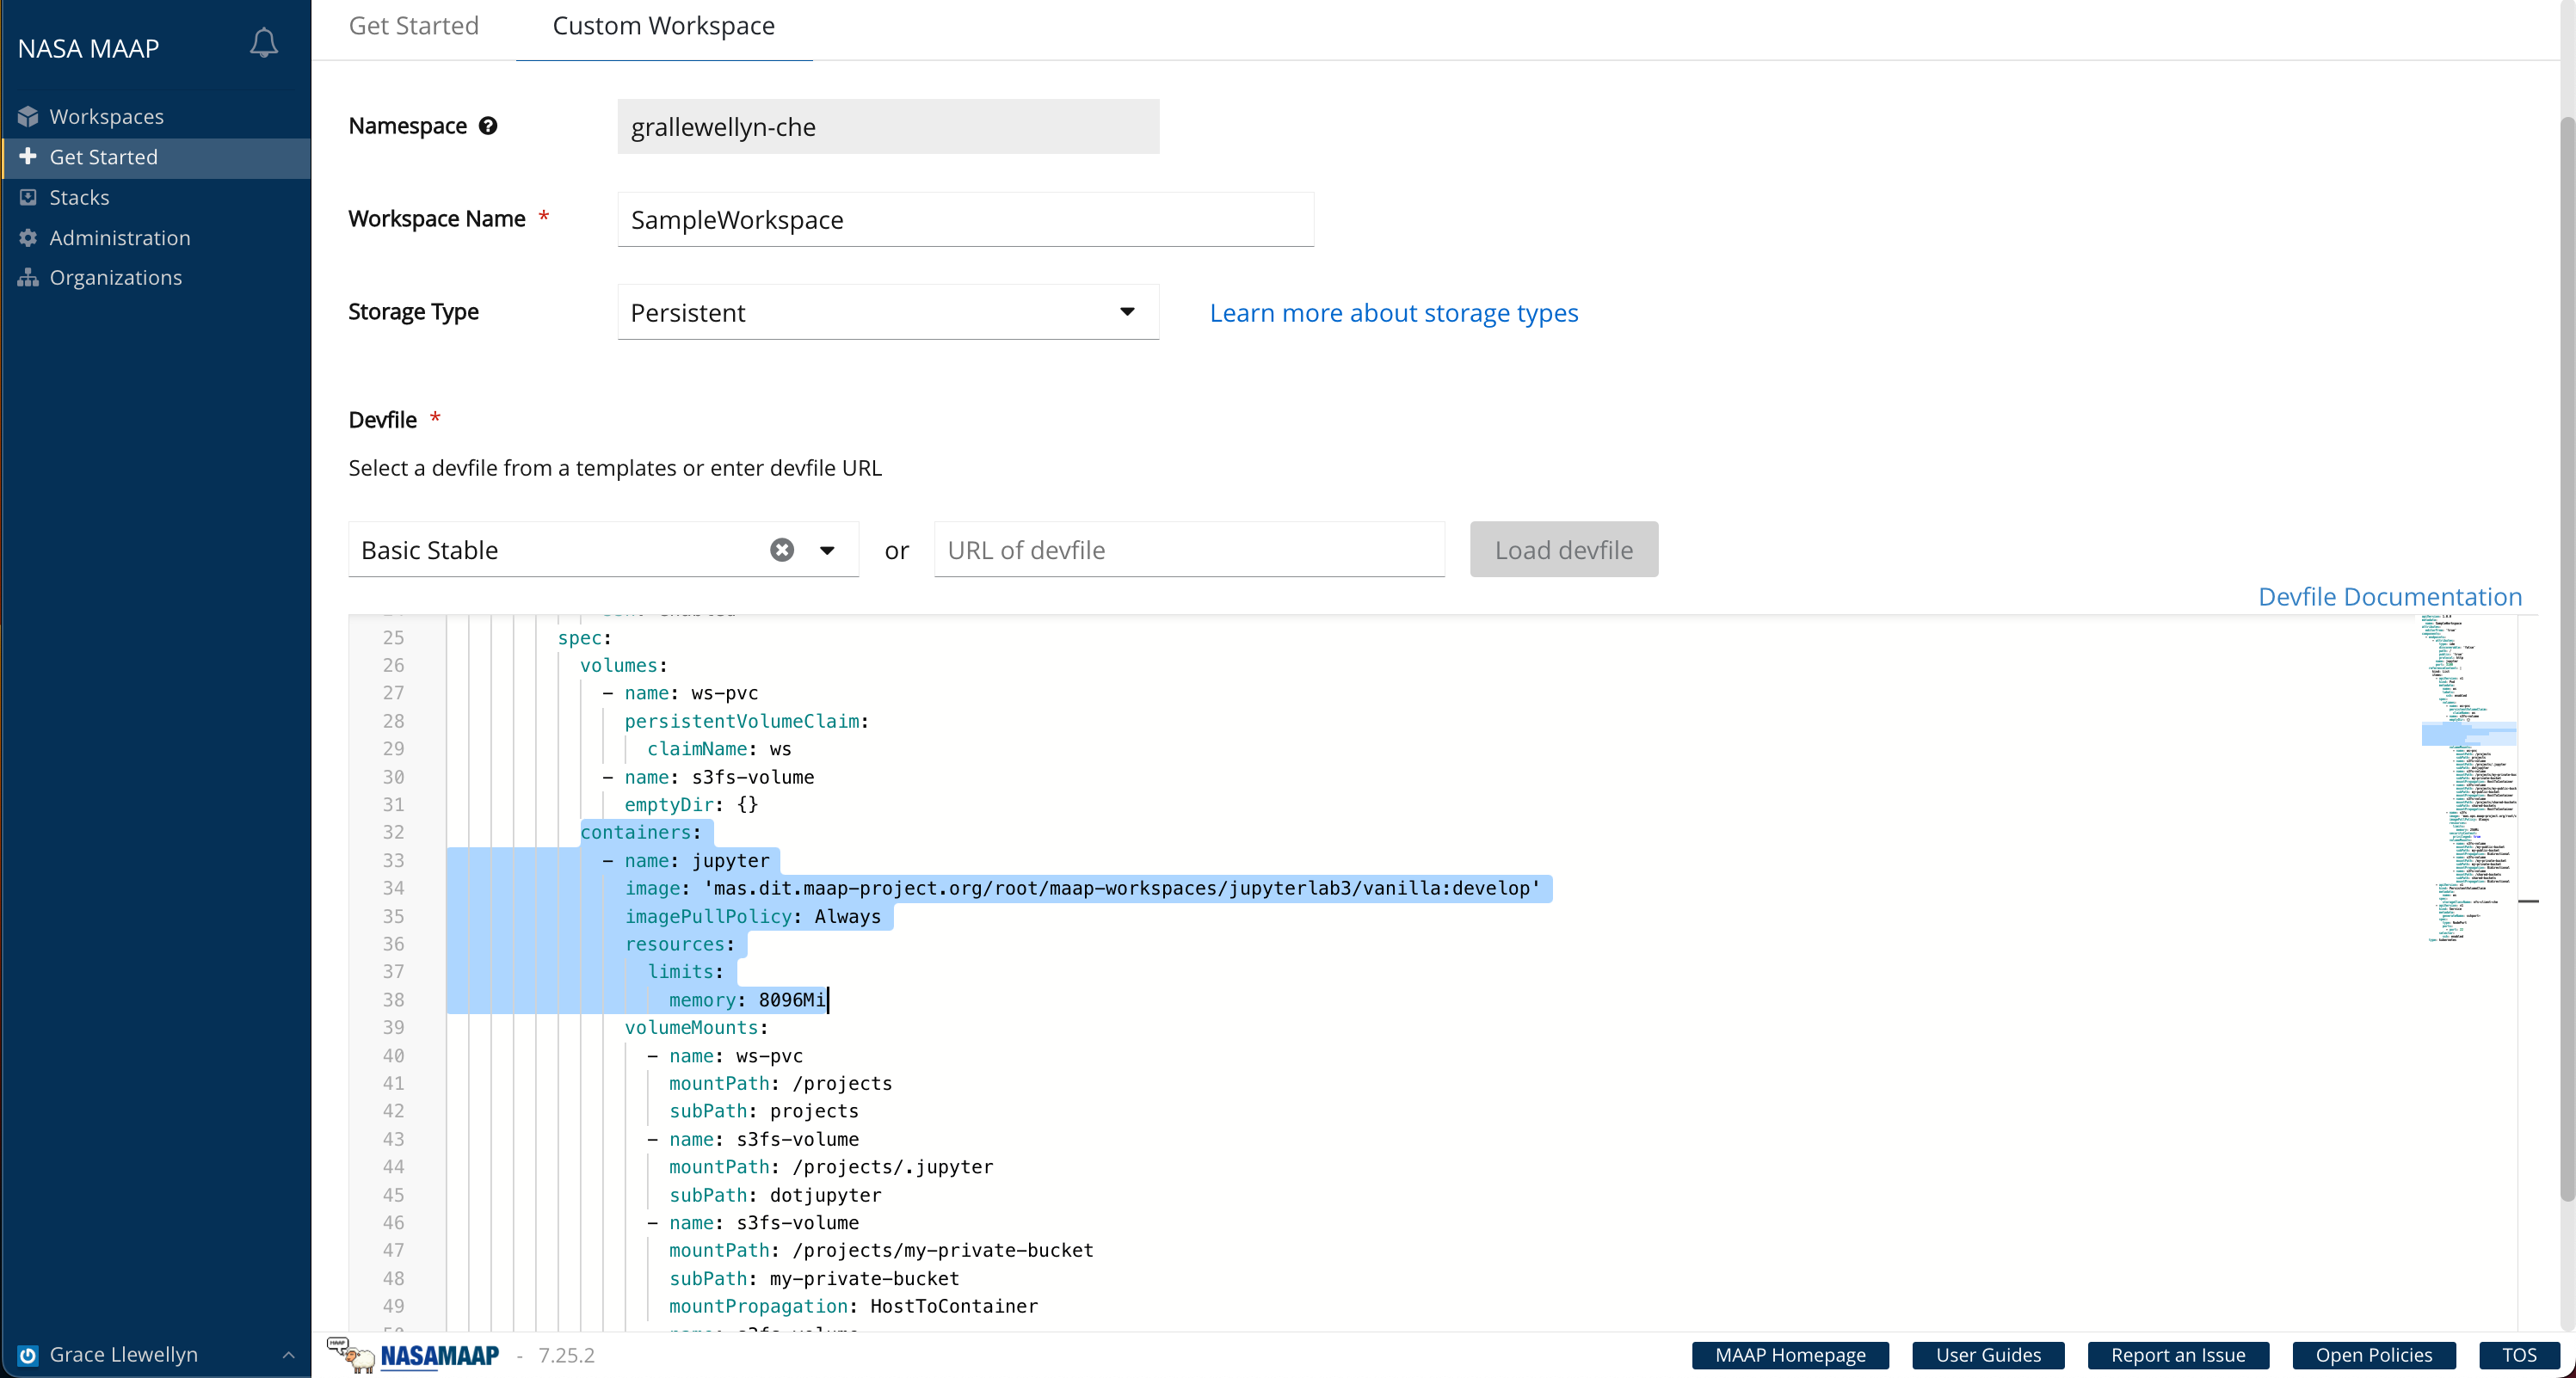 NASA MAAP
Workspaces
Get Started
Stacks
Administration
Organizations
Grace Llewellyn
Get Started
Custom Workspace
Namespace
grallewellyn-che
Workspace Name *
SampleWorkspace
Storage Type
Persistent
Learn more about storage types
Devfile *
Select a devfile from a templates or enter devfile URL
Basic Stable
or
URL of devfile
Load devfile
Devfile Documentation
25 spec:
26 volumes:
27 - name: ws-pvc
28 persistentVolumeClaim:
29 claimName: ws
30 - name: s3fs-volume
31 emptyDir: {}
32 containers:
33 - name: jupyter
34 image: 'mas.dit.maap-project.org/root/maap-workspaces/jupyterlab3/vanilla:develop'
35 imagePullPolicy: Always
36 resources:
37 limits:
38 memory: 8096Mi
39 volumeMounts:
40 - name: ws-pvc
41 mountPath: /projects
42 subPath: projects
43 - name: s3fs-volume
44 mountPath: /projects/.jupyter
45 subPath: dotjupyter
46 - name: s3fs-volume
47 mountPath: /projects/my-private-bucket
48 subPath: my-private-bucket
49 mountPropagation: HostToContainer
NASAMAAP - 7.25.2
MAAP Homepage
User Guides
Report an Issue
Open Policies
TOS